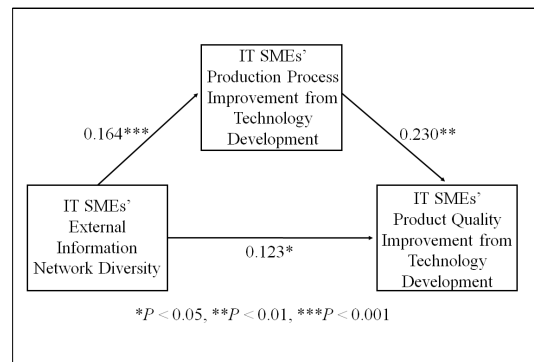 IT SMEs’
Production Process
Improvement from
Technology
Development
0.164***
0.230**
IT SMEs’
External
Information
Network Diversity
0.123*
IT SMEs’
Product Quality
Improvement from
Technology
Development
*P < 0.05, **P < 0.01, ***P < 0.001